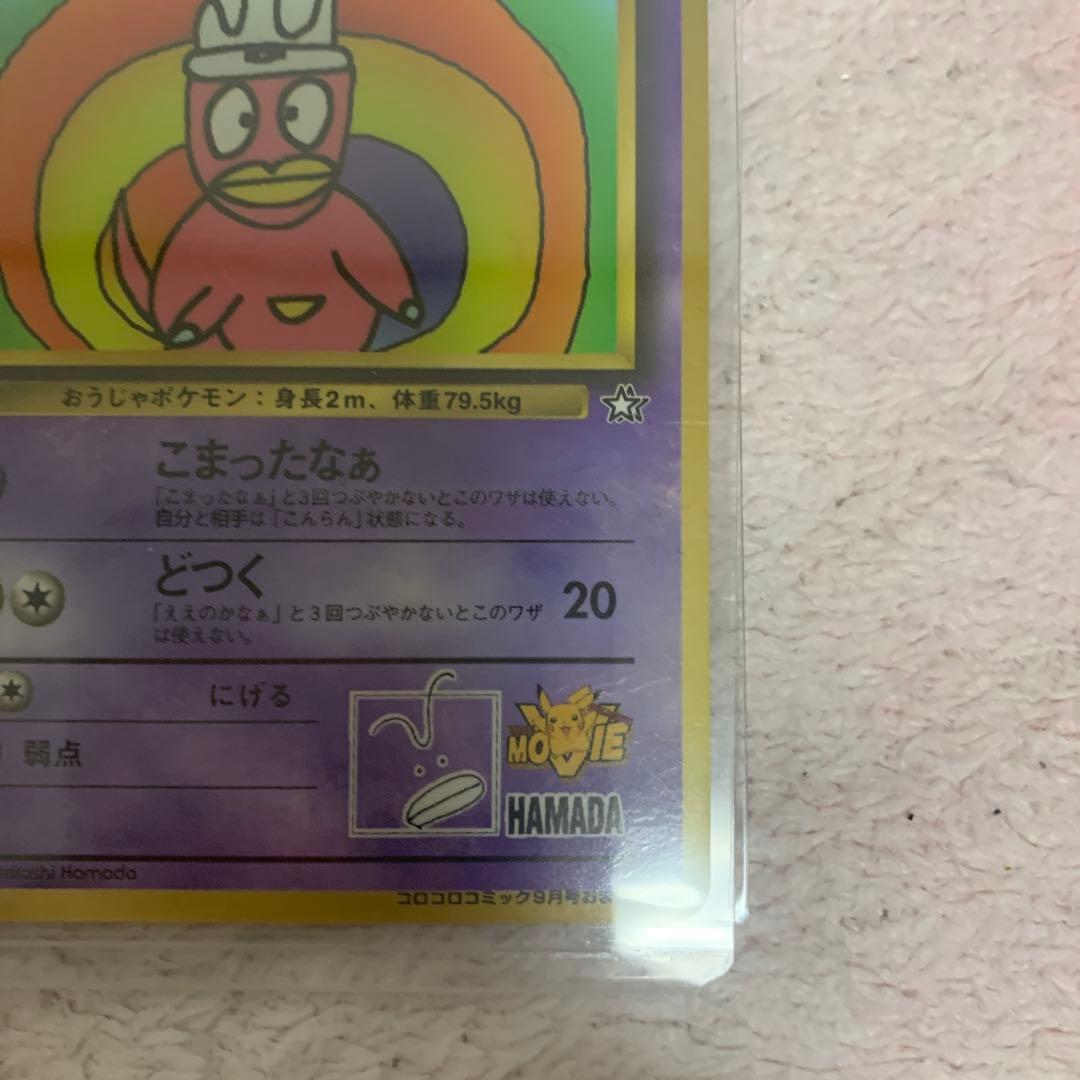 おうじゃポケモン：身長2m、体重79.5kg
こまったなぁ
「こまったなぁ」と3回つぶやかないとこのワザは使えない。
自分と相手は「こんらん」状態になる。
どつく
20
「ええのかなぁ」と3回つぶやかないとこのワザ
は使えない。
にげる
弱点
MOVIE
HAMADA
Hamada
コロコロコミック9月号おま